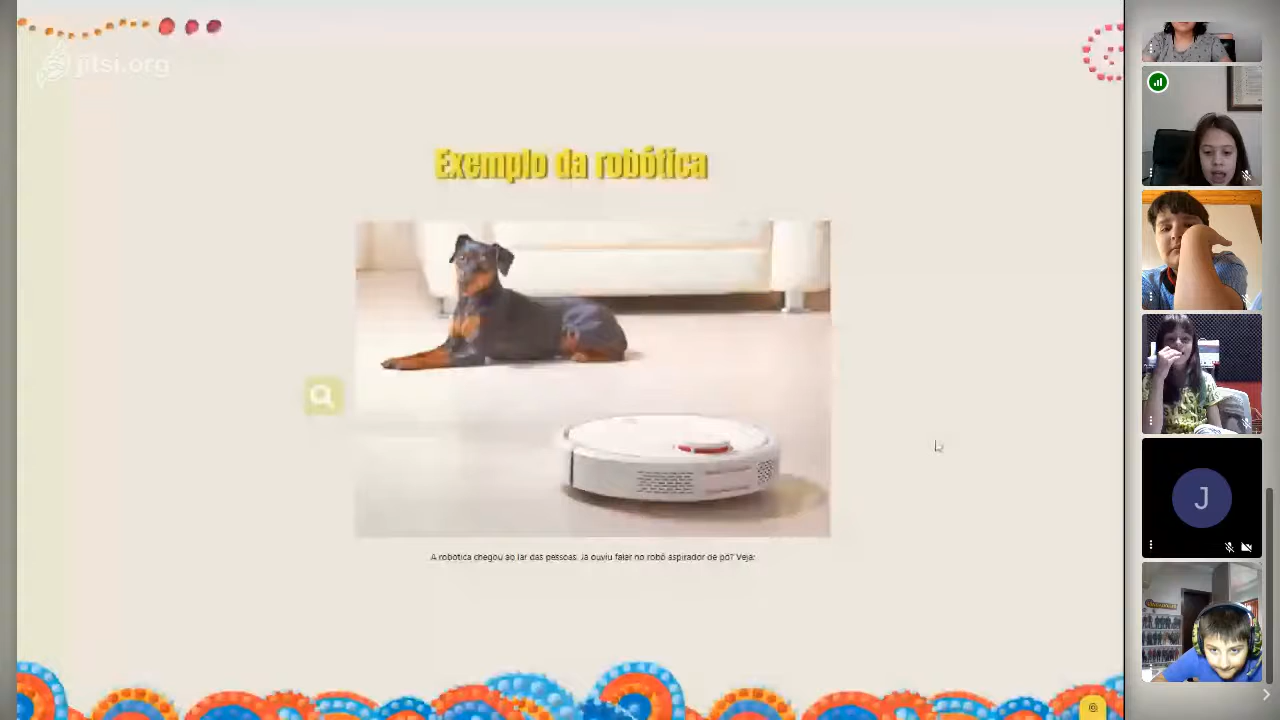 jitsi.org
Exemplo da robótica
A robótica chegou ao lar das pessoas. Já ouviu falar no robô aspirador de pó? Veja:
J